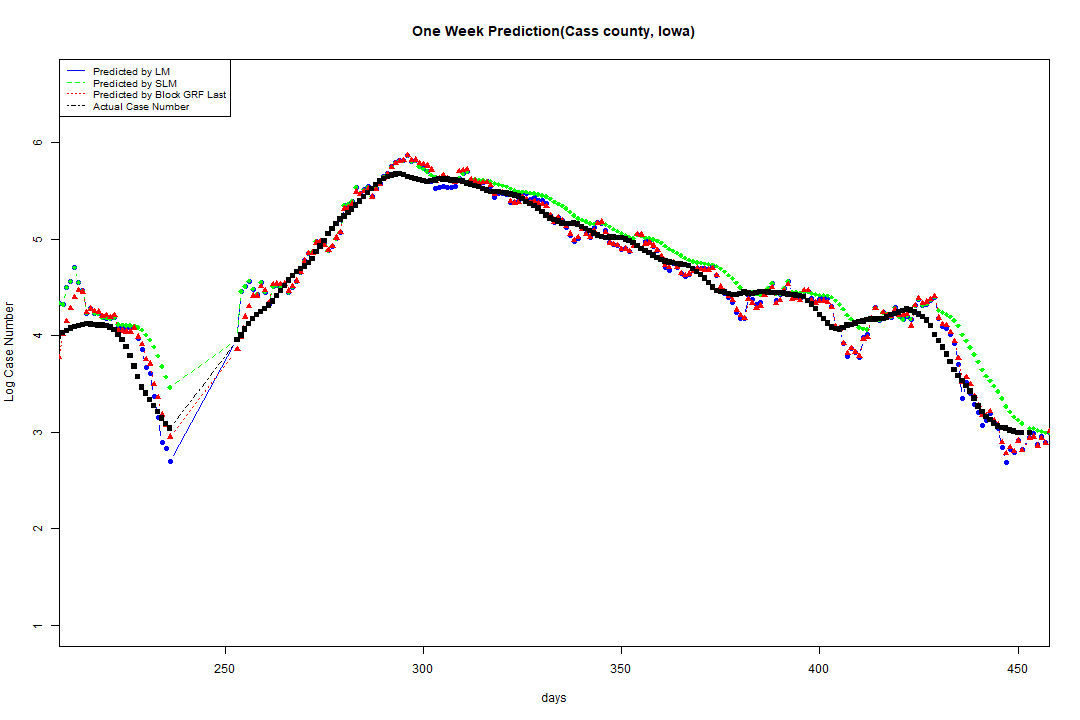 One Week Prediction(Cass county, Iowa)
Predicted by LM
Predicted by SLM
Predicted by Block GRF Last
Actual Case Number
6
5
4
3
2
1
Log Case Number
250
300
350
400
450
days